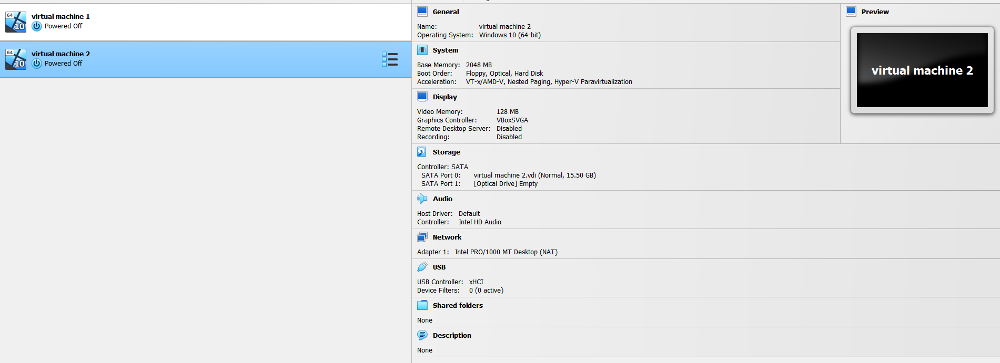 64
10
virtual machine 1
Powered Off
64
10
virtual machine 2
Powered Off
General
Name: virtual machine 2
Operating System: Windows 10 (64-bit)
System
Base Memory: 2048 MB
Boot Order: Floppy, Optical, Hard Disk
Acceleration: VT-x/AMD-V, Nested Paging, Hyper-V Paravirtualization
Display
Video Memory: 128 MB
Graphics Controller: VBoxSVGA
Remote Desktop Server: Disabled
Recording: Disabled
Storage
Controller: SATA
SATA Port 0: virtual machine 2.vdi (Normal, 15.50 GB)
SATA Port 1: [Optical Drive] Empty
Audio
Host Driver: Default
Controller: Intel HD Audio
Network
Adapter 1: Intel PRO/1000 MT Desktop (NAT)
USB
USB Controller: xHCI
Device Filters: 0 (0 active)
Shared folders
None
Description
None
Preview
virtual machine 2